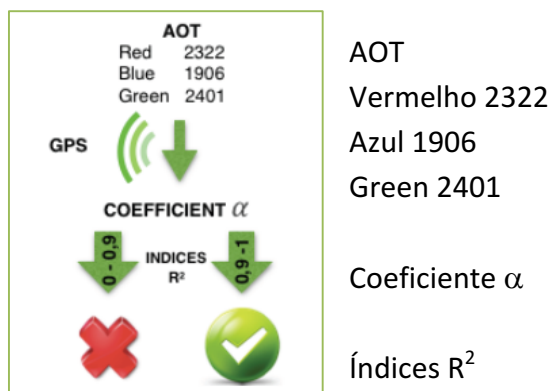 AOT
Red 2322
Blue 1906
Green 2401
GPS
COEFFICIENT α
0 - 0,9
INDICES
R²
0,9 -1
AOT
Vermelho 2322
Azul 1906
Green 2401
Coeficiente α
Índices R²